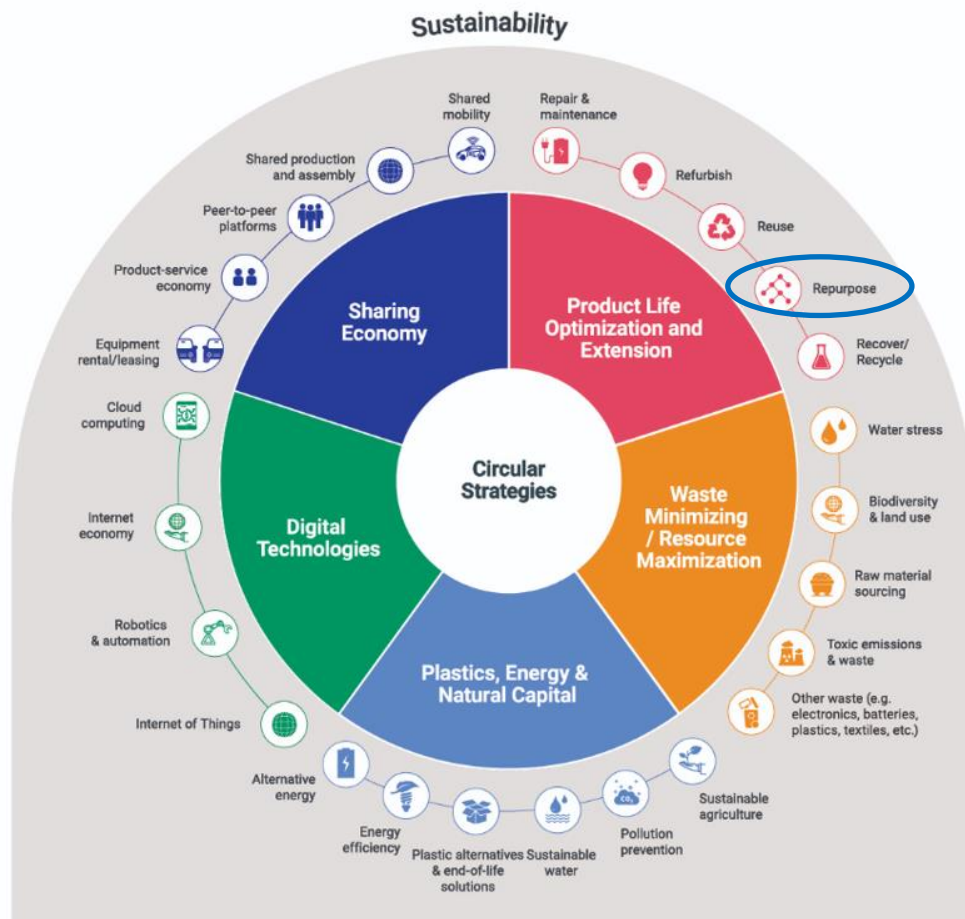 Sustainability
Shared
mobility
Shared production
and assembly
Peer-to-peer
platforms
Product-service
economy
Equipment
rental/leasing
Repair &
maintenance
Refurbish
Reuse
Repurpose
Recover/
Recycle
Sharing
Economy
Product Life
Optimization and
Extension
Circular
Strategies
Digital
Technologies
Waste
Minimizing
/ Resource
Maximization
Plastics, Energy &
Natural Capital
Cloud
computing
Internet
economy
Robotics
& automation
Internet of Things
Water stress
Biodiversity
& land use
Raw material
sourcing
Toxic emissions
& waste
Other waste (e.g.
electronics, batteries,
plastics, textiles, etc.)
Alternative
energy
Energy
efficiency
Plastic alternatives
& end-of-life
solutions
Sustainable
water
CO₂
Pollution
prevention
Sustainable
agriculture